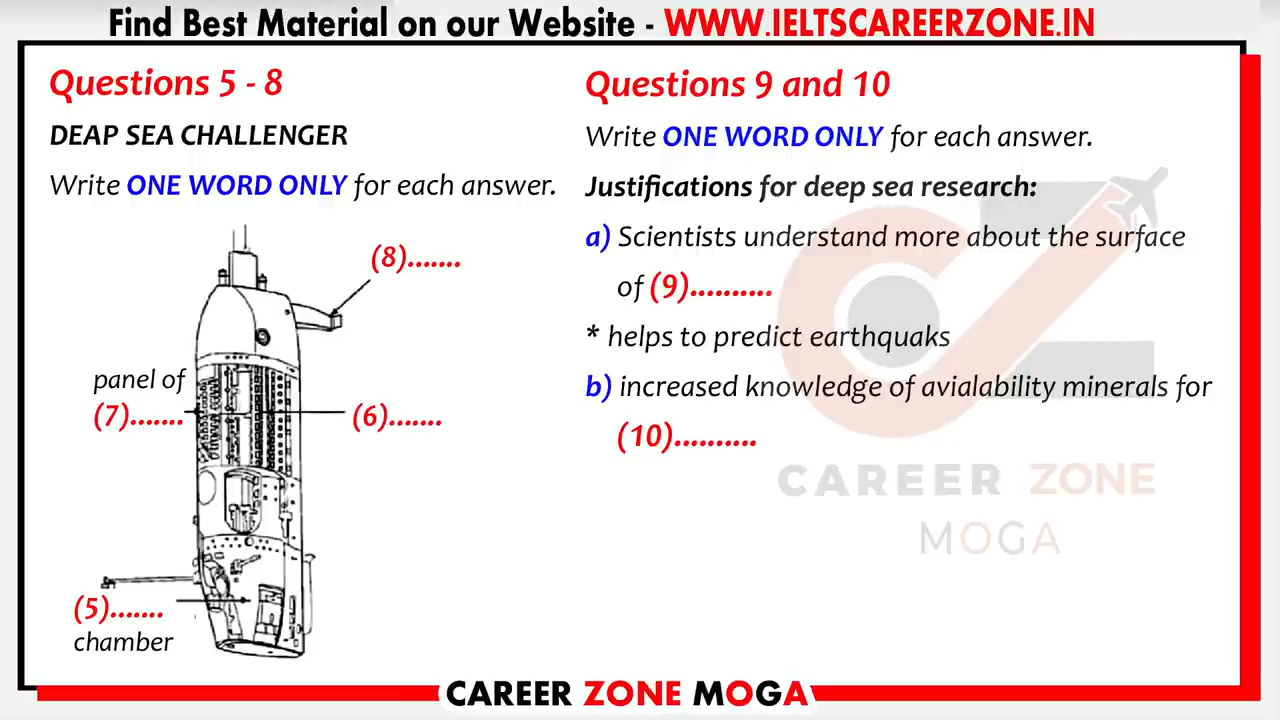 Find Best Material on our Website - WWW.IELTSCAREERZONE.IN
Questions 5 - 8
DEAP SEA CHALLENGER
Write ONE WORD ONLY for each answer.
(8).......
panel of
(7).......
(6).......
(5).......
chamber
Questions 9 and 10
Write ONE WORD ONLY for each answer.
Justifications for deep sea research:
a) Scientists understand more about the surface
of (9)..........
* helps to predict earthquaks
b) increased knowledge of avialability minerals for
(10)..........
CAREER ZONE
MOGA
CAREER ZONE MOGA